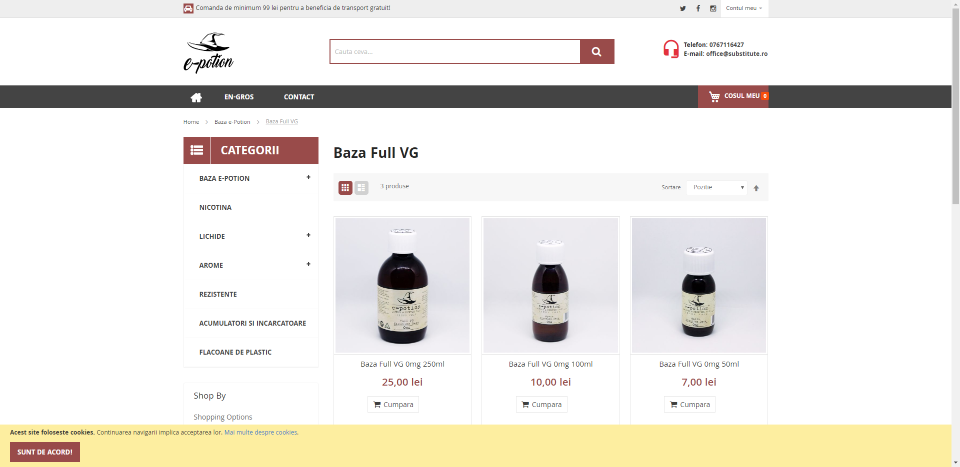 Comanda de minimum 99 lei pentru a beneficia de transport gratuit!
Contul meu
e-potion
Cauta ceva...
Telefon: 0767116427
E-mail: office@substitute.ro
EN-GROS
CONTACT
COSUL MEU 0
Home > Baza e-Potion > Baza Full VG
CATEGORII
BAZA E-POTION +
NICOTINA
LICHIDE +
AROME +
REZISTENTE
ACUMULATORI SI INCARCATOARE
FLACOANE DE PLASTIC
Shop By
Shopping Options
Baza Full VG
3 produse
Sortare
Pozitie
e-potion
e-potion
e-potion
Baza Full VG 0mg 250ml
25,00 lei
Cumpara
Baza Full VG 0mg 100ml
10,00 lei
Cumpara
Baza Full VG 0mg 50ml
7,00 lei
Cumpara
Acest site foloseste cookies. Continuarea navigarii implica acceptarea lor. Mai multe despre cookies.
SUNT DE ACORD!